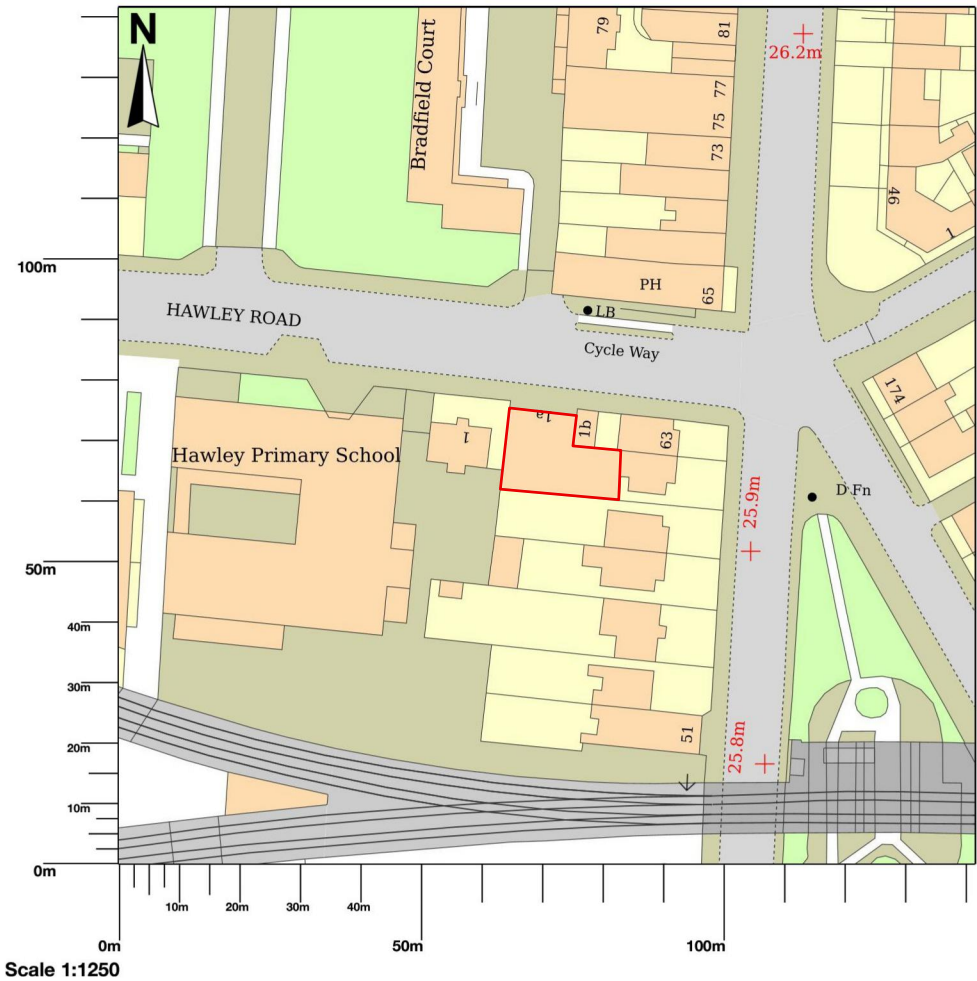 N
79
81
26.2m
Bradfield Court
77
75
73
46
1
100m
PH
65
HAWLEY ROAD
LB
Cycle Way
174
1a
1b
1
63
Hawley Primary School
25.9m
D Fn
50m
40m
30m
20m
51
25.8m
10m
0m
10m
20m
30m
40m
0m
50m
100m
Scale 1:1250